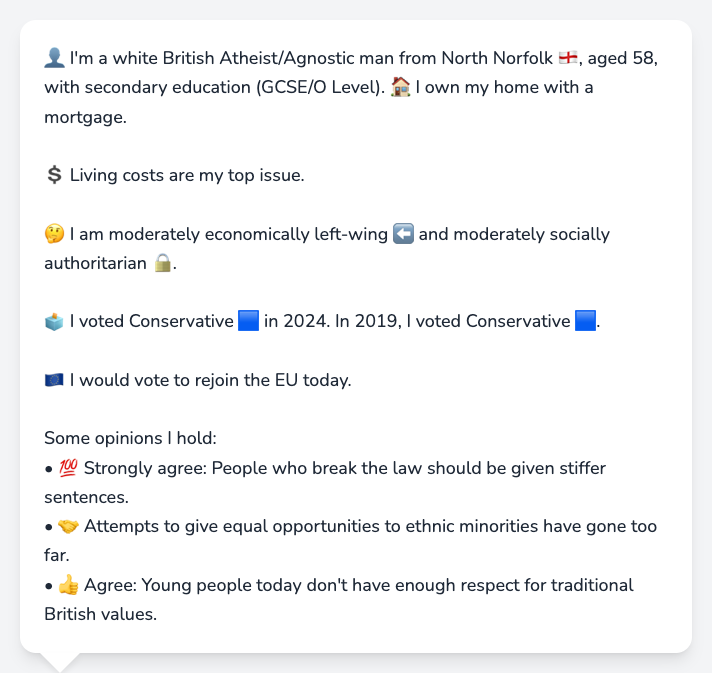 👤 I'm a white British Atheist/Agnostic man from North Norfolk 🏴󠁧󠁢󠁥󠁮󠁧󠁿, aged 58,
with secondary education (GCSE/O Level). 🏠 I own my home with a
mortgage.
💲 Living costs are my top issue.
🤔 I am moderately economically left-wing ⬅️ and moderately socially
authoritarian 🔒.
🗳️ I voted Conservative 🟦 in 2024. In 2019, I voted Conservative 🟦.
🇪🇺 I would vote to rejoin the EU today.
Some opinions I hold:
• 💯 Strongly agree: People who break the law should be given stiffer
sentences.
• 🤝 Attempts to give equal opportunities to ethnic minorities have gone too
far.
• 👍 Agree: Young people today don't have enough respect for traditional
British values.